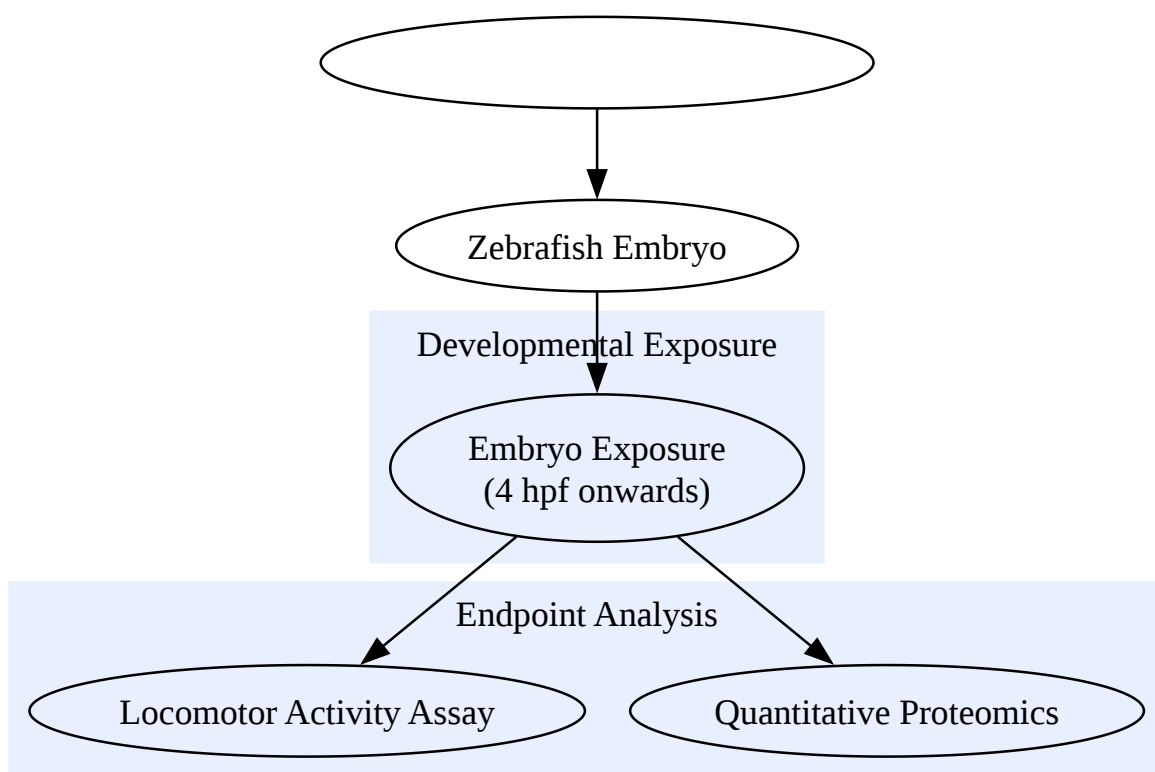 Zebrafish Embryo
Developmental Exposure
Embryo Exposure
(4 hpf onwards)
Endpoint Analysis
Locomotor Activity Assay
Quantitative Proteomics